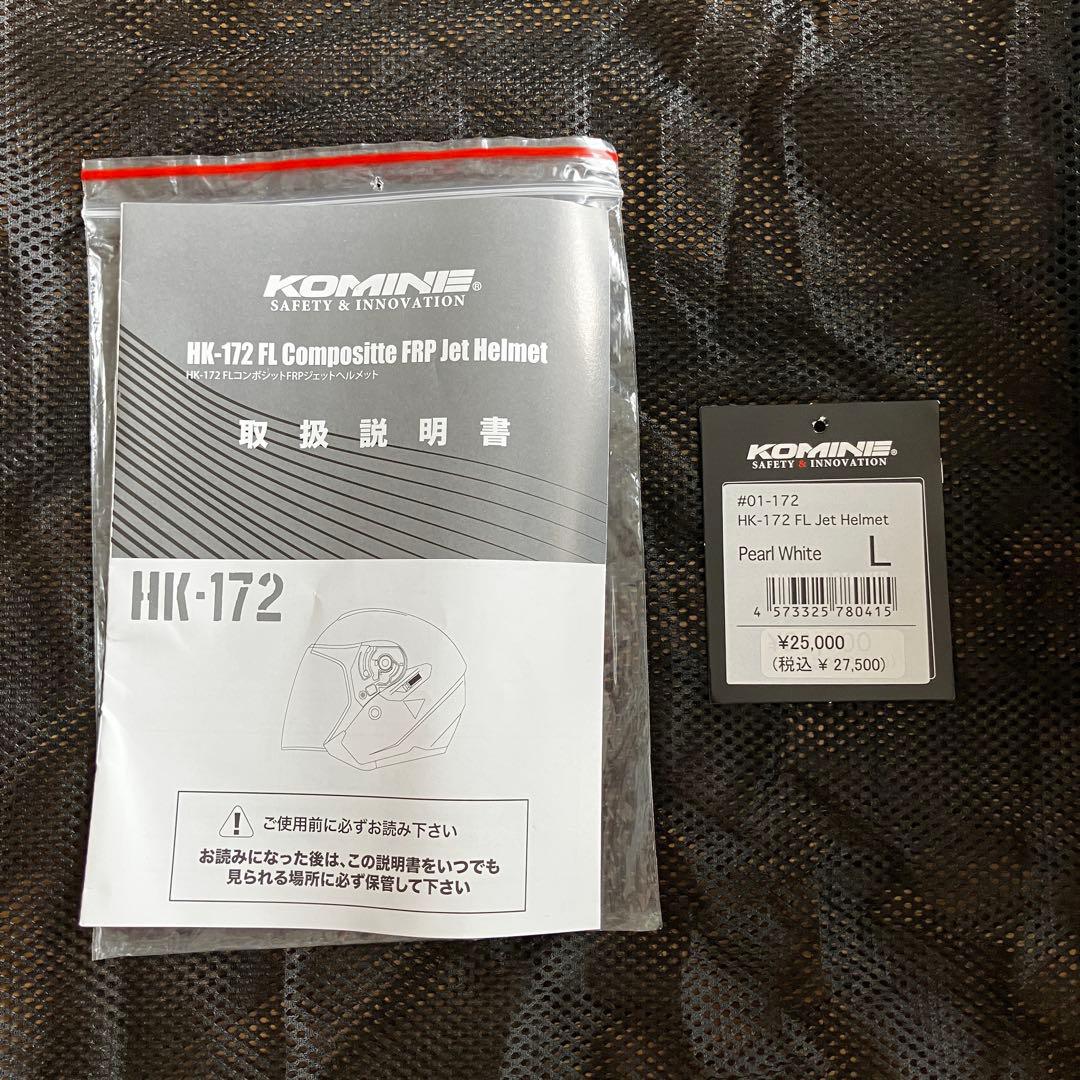 KOMINE®
SAFETY & INNOVATION
HK-172 FL Compositte FRP Jet Helmet
HK-172 FLコンポジットFRPジェットヘルメット
取扱説明書
HK-172
ご使用前に必ずお読み下さい
お読みになった後は、この説明書をいつでも
見られる場所に必ず保管して下さい
KOMINE®
SAFETY & INNOVATION
#01-172
HK-172 FL Jet Helmet
Pearl White L
4 573325 780415
¥25,000
(税込 ¥ 27,500)